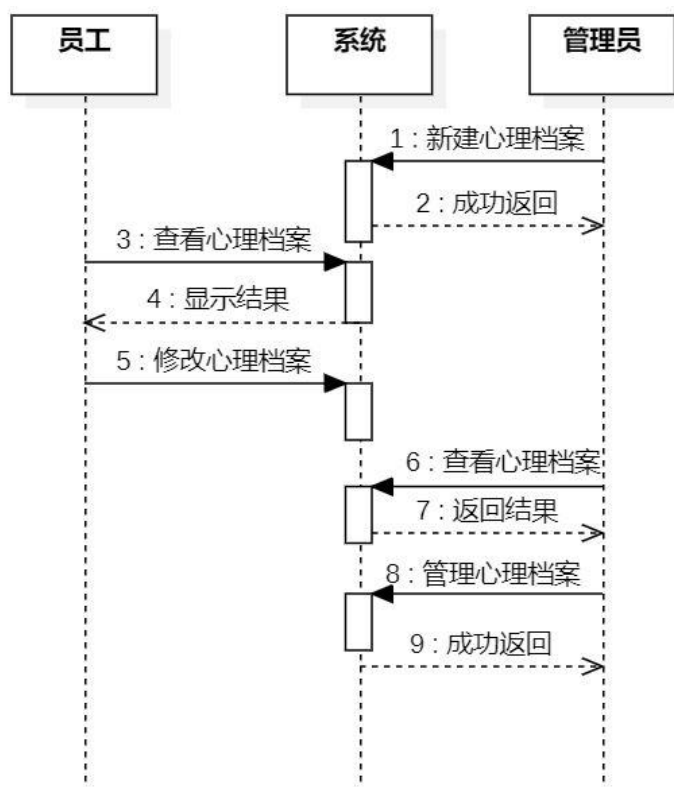 员工
系统
管理员
1 : 新建心理档案
2 : 成功返回
3 : 查看心理档案
4 : 显示结果
5 : 修改心理档案
6 : 查看心理档案
7 : 返回结果
8 : 管理心理档案
9 : 成功返回